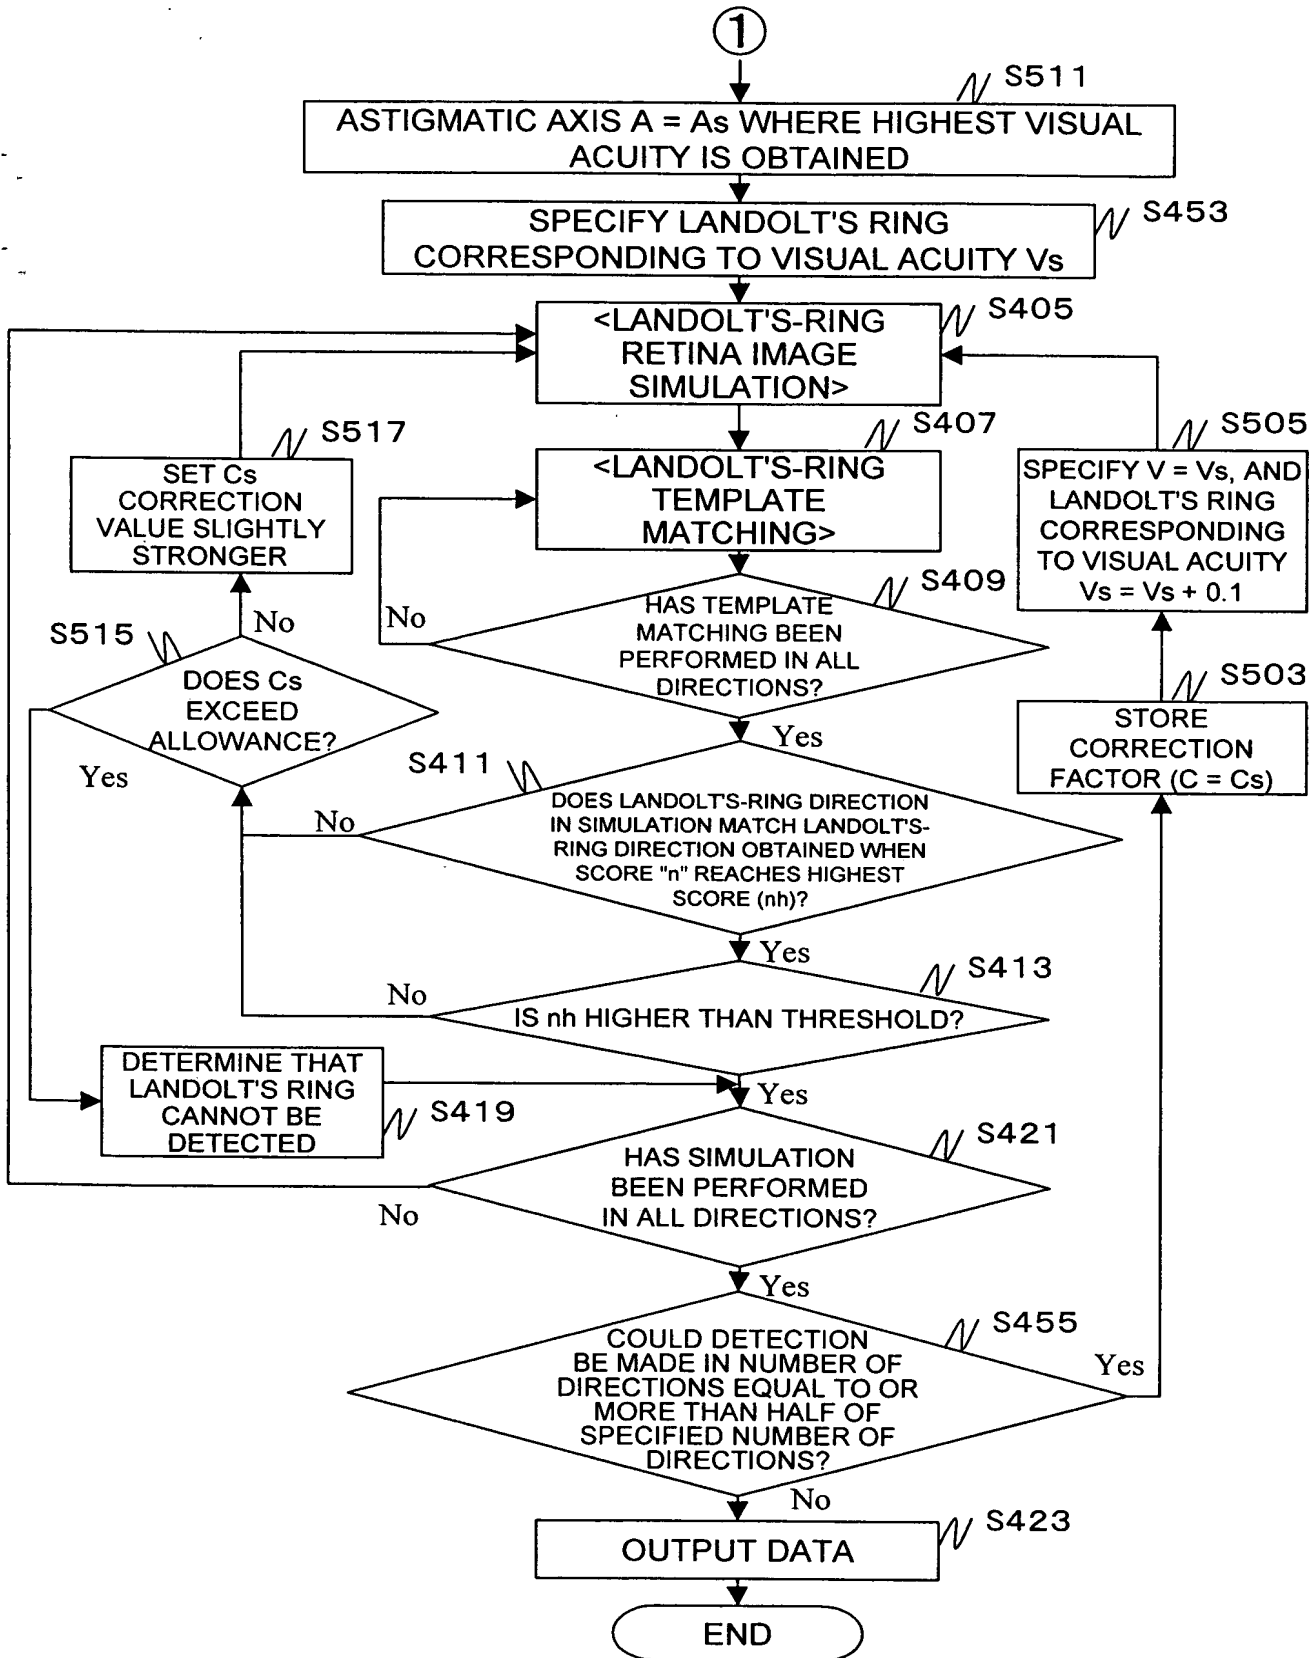 1
S511
ASTIGMATIC AXIS A = As WHERE HIGHEST VISUAL
ACUITY IS OBTAINED
S453
SPECIFY LANDOLT'S RING
CORRESPONDING TO VISUAL ACUITY Vs
S405
<LANDOLT'S-RING
RETINA IMAGE
SIMULATION>
S517
SET Cs
CORRECTION
VALUE SLIGHTLY
STRONGER
S407
<LANDOLT'S-RING
TEMPLATE
MATCHING>
S505
SPECIFY V = Vs, AND
LANDOLT'S RING
CORRESPONDING
TO VISUAL ACUITY
Vs = Vs + 0.1
S409
HAS TEMPLATE
MATCHING BEEN
PERFORMED IN ALL
DIRECTIONS?
No
Yes
S515
No
DOES Cs
EXCEED
ALLOWANCE?
Yes
S503
STORE
CORRECTION
FACTOR (C = Cs)
S411
DOES LANDOLT'S-RING DIRECTION
IN SIMULATION MATCH LANDOLT'S-
RING DIRECTION OBTAINED WHEN
SCORE "n" REACHES HIGHEST
SCORE (nh)?
No
Yes
S413
No
IS nh HIGHER THAN THRESHOLD?
Yes
DETERMINE THAT
LANDOLT'S RING
CANNOT BE
DETECTED
S419
S421
HAS SIMULATION
BEEN PERFORMED
IN ALL DIRECTIONS?
No
Yes
S455
COULD DETECTION
BE MADE IN NUMBER OF
DIRECTIONS EQUAL TO OR
MORE THAN HALF OF
SPECIFIED NUMBER OF
DIRECTIONS?
Yes
No
S423
OUTPUT DATA
END